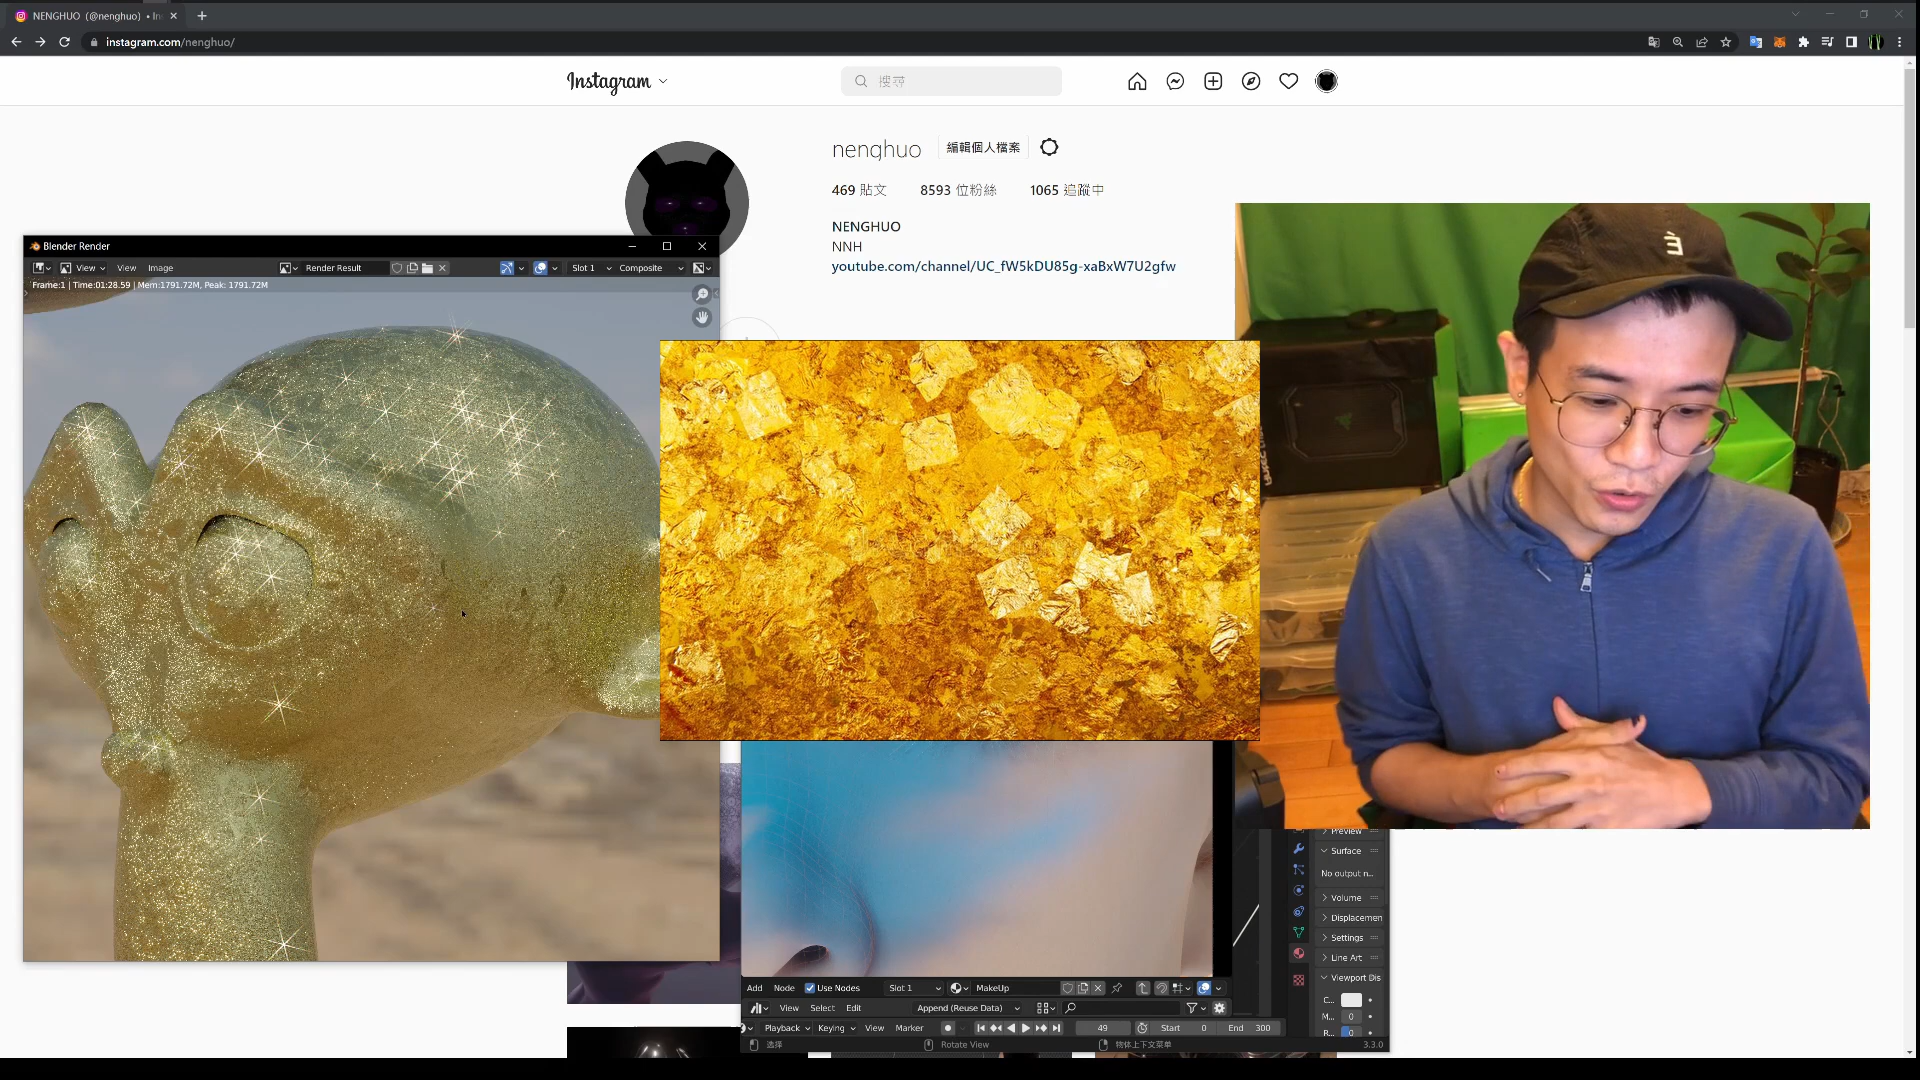 NENGHUO (@nenghuo) • In
instagram.com/nenghuo/
Instagram
搜尋
nenghuo
編輯個人檔案
469 貼文
8593 位粉絲
1065 追蹤中
NENGHUO
NNH
youtube.com/channel/UC_fW5kDU85g-xaBxW7U2gfw
Blender Render
View
View
Image
Render Result
Slot 1
Composite
Frame:1 | Time:01:28.59 | Mem:1791.72M, Peak: 1791.72M
Preview
Surface
No output n...
Volume
Displacemen
Settings
Line Art
Viewport Dis
C...
M... 0
R... 0
Add
Node
Use Nodes
Slot 1
MakeUp
View
Select
Edit
Append (Reuse Data)
Playback
Keying
View
Marker
49
Start 0
End 300
选择
Rotate View
物体上下文菜单
3.3.0